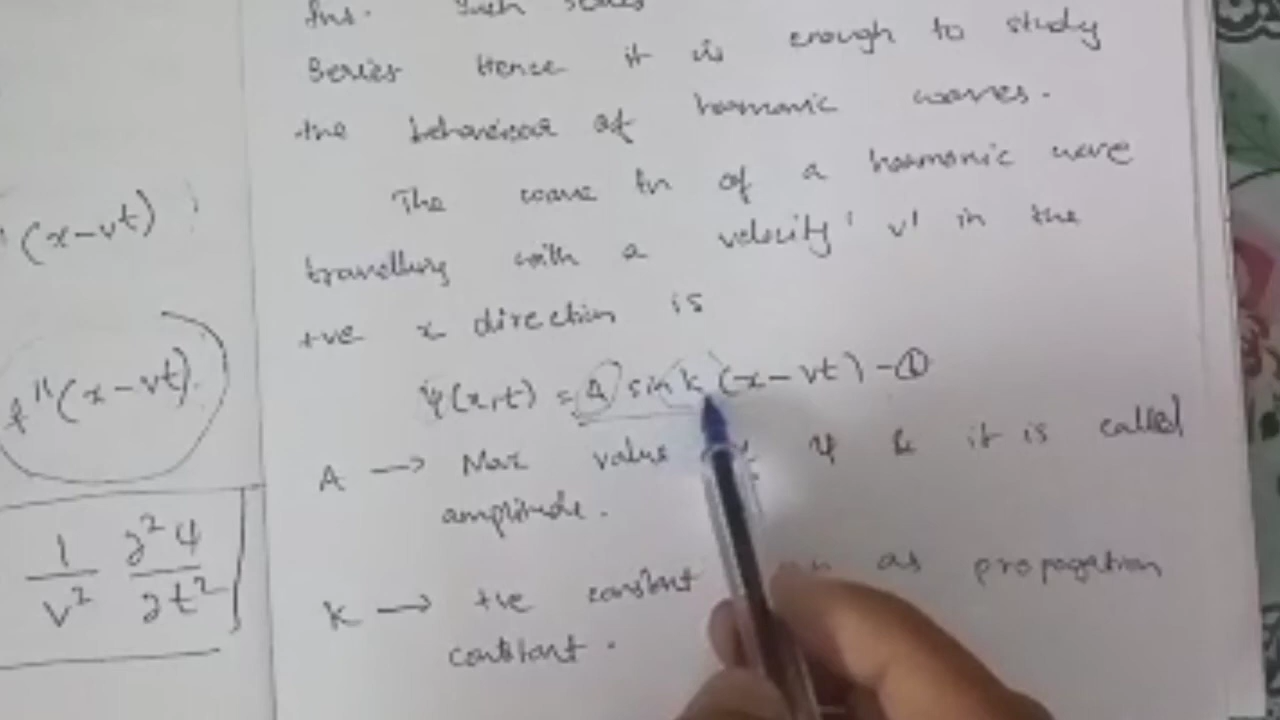 (x-vt)
f''(x-vt).
1/v² ∂²ψ/∂t²
fns. Such
Series Hence it is enough to study
the behaviour of harmonic waves.
The wave fn of a harmonic wave
travelling with a velocity 'v' in the
+ve x direction is
ψ(x,t) = A sin k (x-vt) -①
A → Max value ψ & it is called
amplitude.
K → +ve constant as propagation
constant.